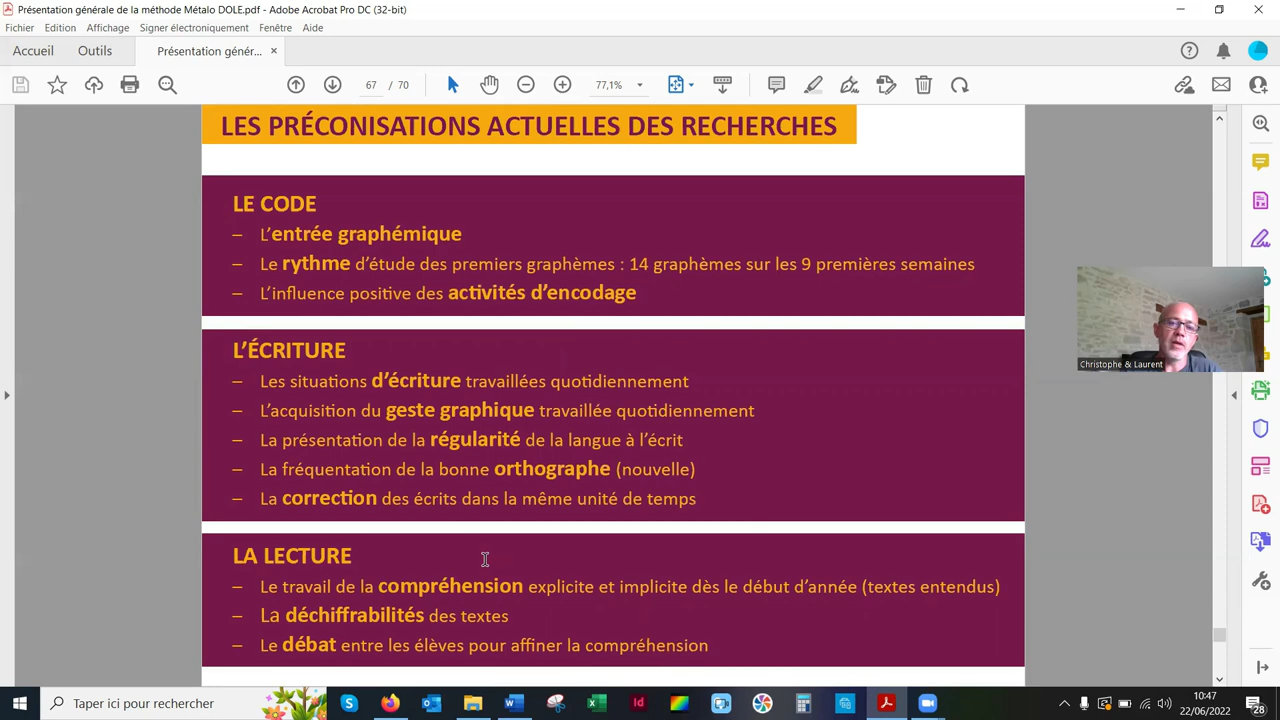 Présentation générale de la méthode Métalo DOLE.pdf - Adobe Acrobat Pro DC (32-bit)
Fichier Edition Affichage Signer électroniquement Fenêtre Aide
Accueil Outils Présentation génér... ×
67 / 70 77,1%
LES PRÉCONISATIONS ACTUELLES DES RECHERCHES
LE CODE
– L'entrée graphémique
– Le rythme d'étude des premiers graphèmes : 14 graphèmes sur les 9 premières semaines
– L'influence positive des activités d'encodage
L'ÉCRITURE
– Les situations d'écriture travaillées quotidiennement
– L'acquisition du geste graphique travaillée quotidiennement
– La présentation de la régularité de la langue à l'écrit
– La fréquentation de la bonne orthographe (nouvelle)
– La correction des écrits dans la même unité de temps
LA LECTURE
– Le travail de la compréhension explicite et implicite dès le début d'année (textes entendus)
– La déchiffrabilités des textes
– Le débat entre les élèves pour affiner la compréhension
Christophe & Laurent
Tapez ici pour rechercher
10:47
22/06/2022
28